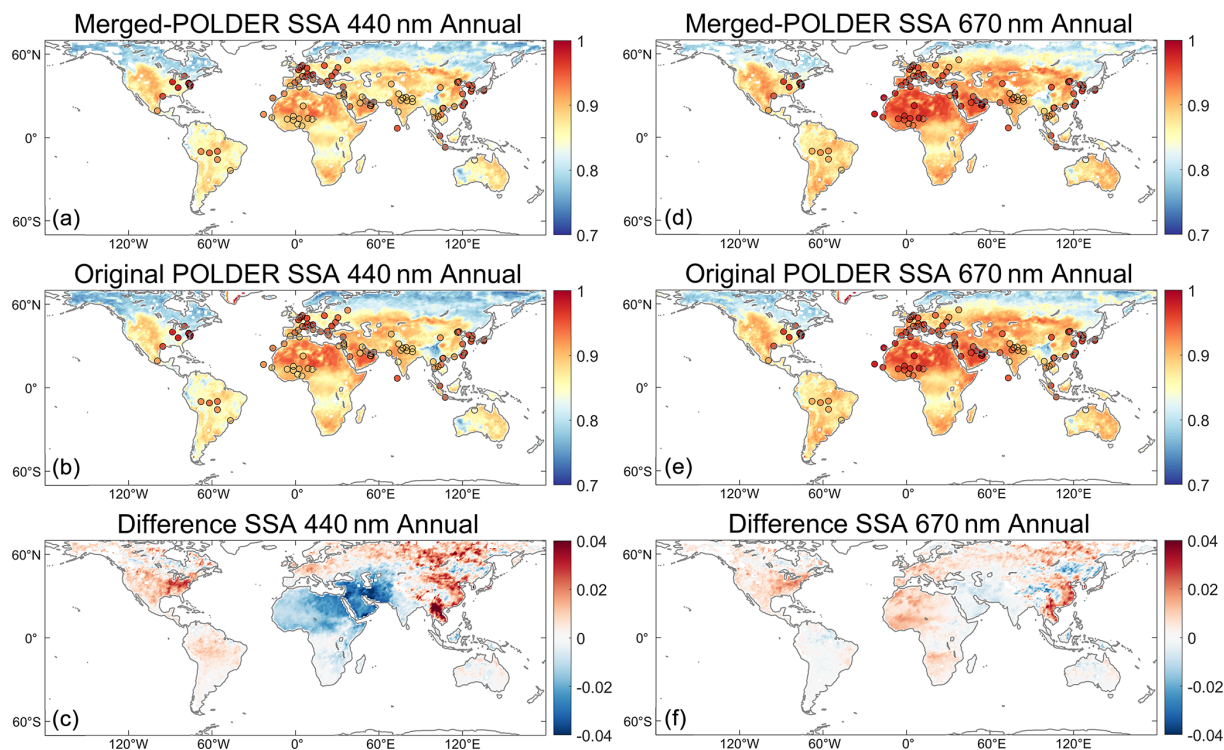 Merged-POLDER SSA 440 nm Annual
60°N
0°
60°S
(a)
120°W 60°W 0° 60°E 120°E
1
0.9
0.8
0.7
Merged-POLDER SSA 670 nm Annual
60°N
0°
60°S
(d)
120°W 60°W 0° 60°E 120°E
1
0.9
0.8
0.7
Original POLDER SSA 440 nm Annual
60°N
0°
60°S
(b)
120°W 60°W 0° 60°E 120°E
1
0.9
0.8
0.7
Original POLDER SSA 670 nm Annual
60°N
0°
60°S
(e)
120°W 60°W 0° 60°E 120°E
1
0.9
0.8
0.7
Difference SSA 440 nm Annual
60°N
0°
60°S
(c)
120°W 60°W 0° 60°E 120°E
0.04
0.02
0
-0.02
-0.04
Difference SSA 670 nm Annual
60°N
0°
60°S
(f)
120°W 60°W 0° 60°E 120°E
0.04
0.02
0
-0.02
-0.04